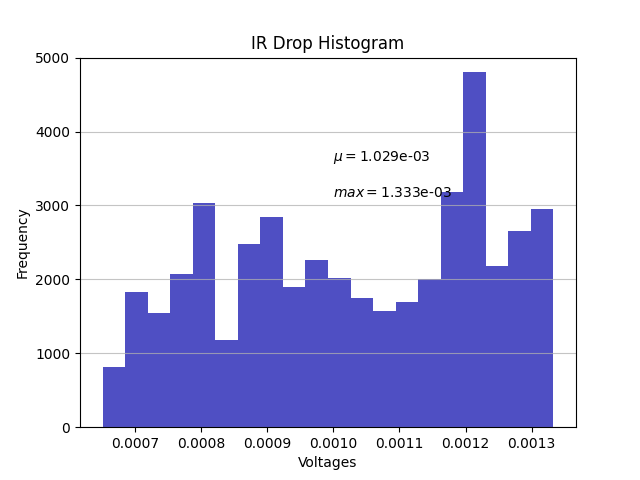 IR Drop Histogram
5000
4000
3000
2000
1000
0
Frequency
μ = 1.029e-03
max = 1.333e-03
0.0007 0.0008 0.0009 0.0010 0.0011 0.0012 0.0013
Voltages